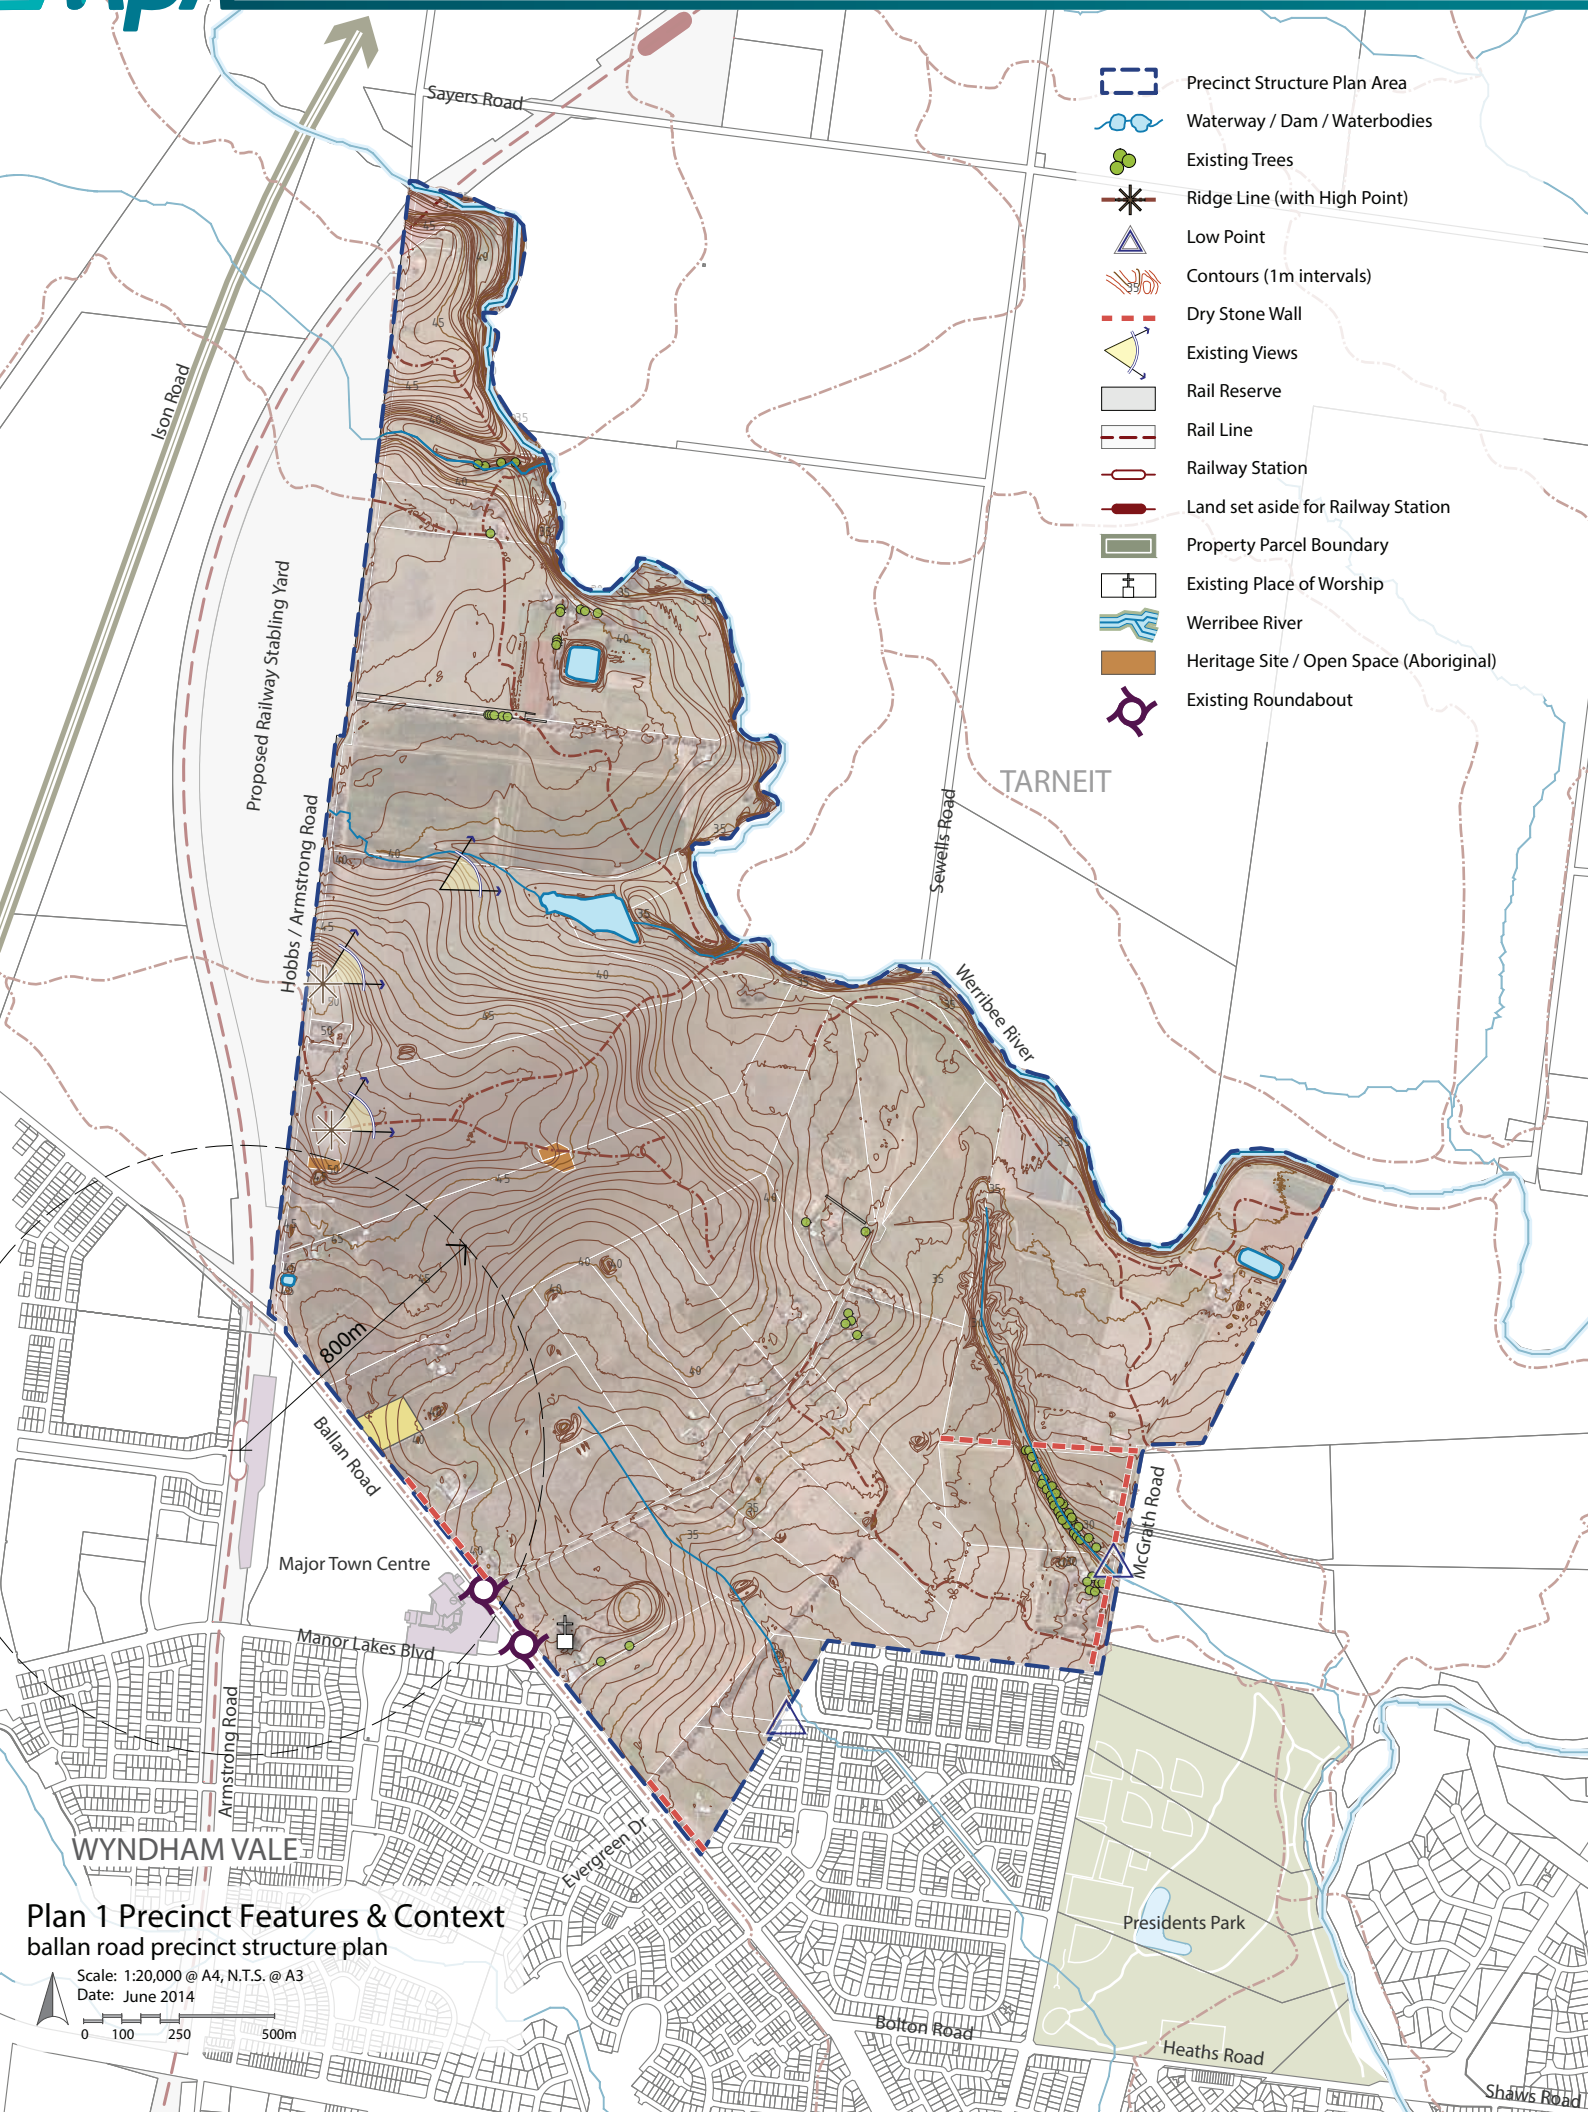 Sayers Road
Precinct Structure Plan Area
Waterway / Dam / Waterbodies
Existing Trees
Ridge Line (with High Point)
Low Point
Contours (1m intervals)
Dry Stone Wall
Existing Views
Rail Reserve
Rail Line
Railway Station
Land set aside for Railway Station
Property Parcel Boundary
Existing Place of Worship
Werribee River
Heritage Site / Open Space (Aboriginal)
Existing Roundabout
Ison Road
Proposed Railway Stabling Yard
Hobbs / Armstrong Road
TARNEIT
Sewells Road
Werribee River
800m
Ballan Road
McGrath Road
Major Town Centre
Manor Lakes Blvd
Armstrong Road
WYNDHAM VALE
Evergreen Dr
Presidents Park
Bolton Road
Heaths Road
Shaws Road
Plan 1 Precinct Features & Context
ballan road precinct structure plan
Scale: 1:20,000 @ A4, N.T.S. @ A3
Date: June 2014
0 100 250 500m